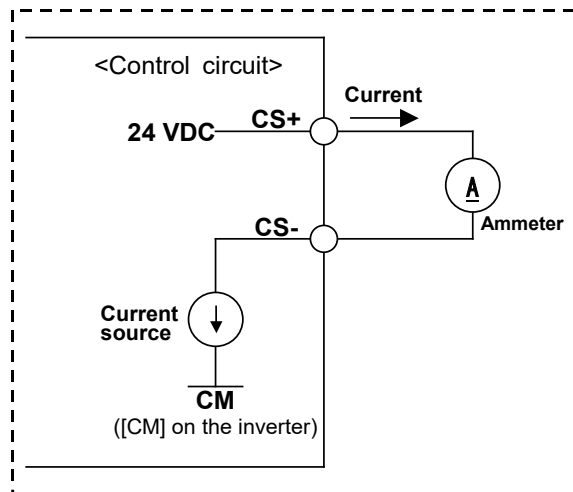 <Control circuit>
Current
CS+
24 VDC
A
Ammeter
CS-
Current
source
CM
([CM] on the inverter)